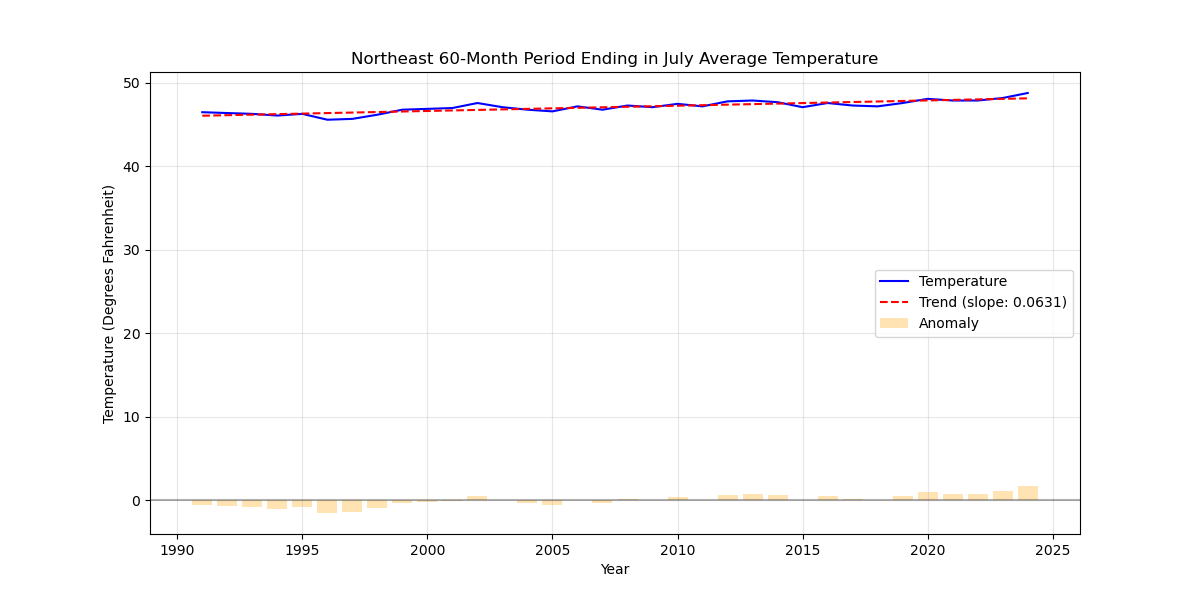 Northeast 60-Month Period Ending in July Average Temperature
Temperature (Degrees Fahrenheit)
50
40
30
20
10
0
Temperature
Trend (slope: 0.0631)
Anomaly
1990
1995
2000
2005
2010
2015
2020
2025
Year